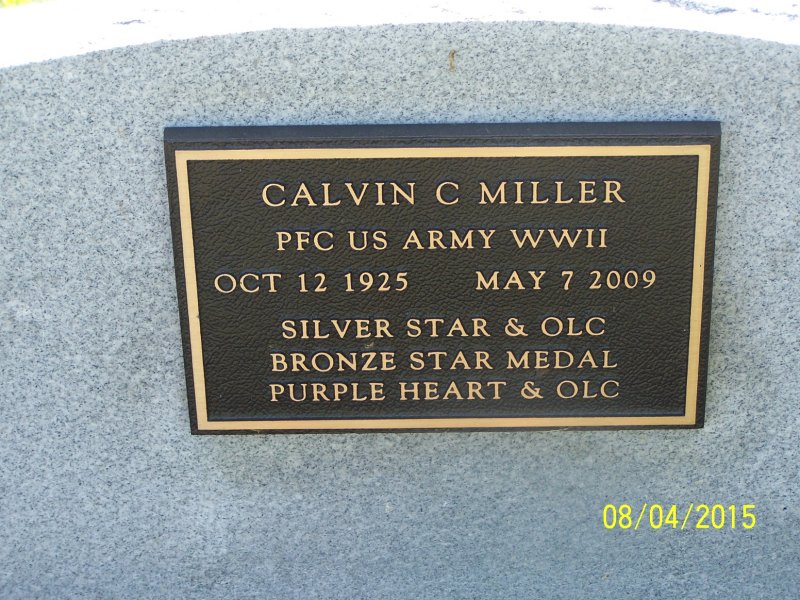 CALVIN C MILLER
PFC US ARMY WWII
OCT 12 1925 MAY 7 2009
SILVER STAR & OLC
BRONZE STAR MEDAL
PURPLE HEART & OLC
08/04/2015